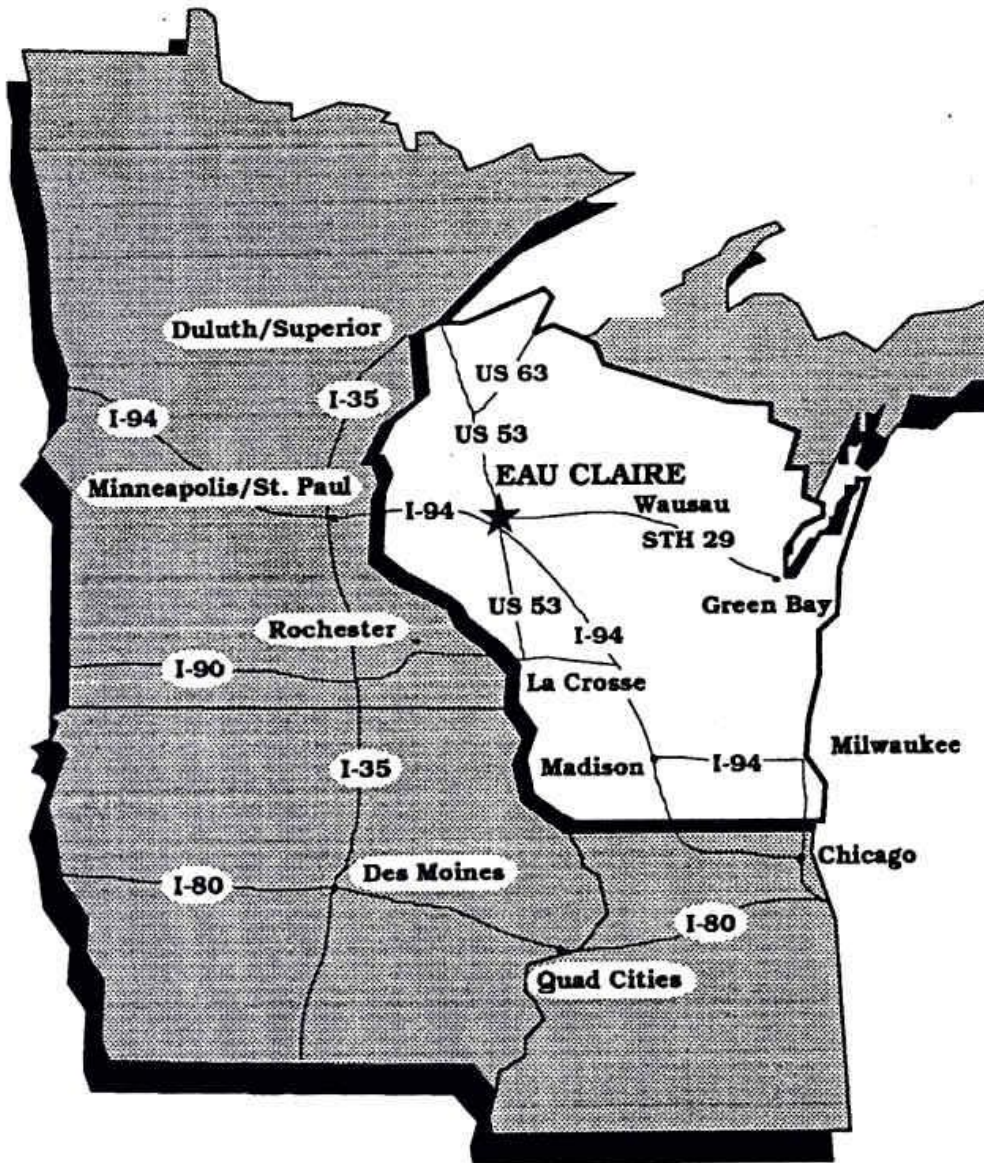 Duluth/Superior
US 63
I-35
I-94
US 53
EAU CLAIRE
Minneapolis/St. Paul
I-94
Wausau
STH 29
Green Bay
US 53
Rochester
I-94
I-90
La Crosse
Milwaukee
I-35
Madison
I-94
Chicago
Des Moines
I-80
I-80
Quad Cities